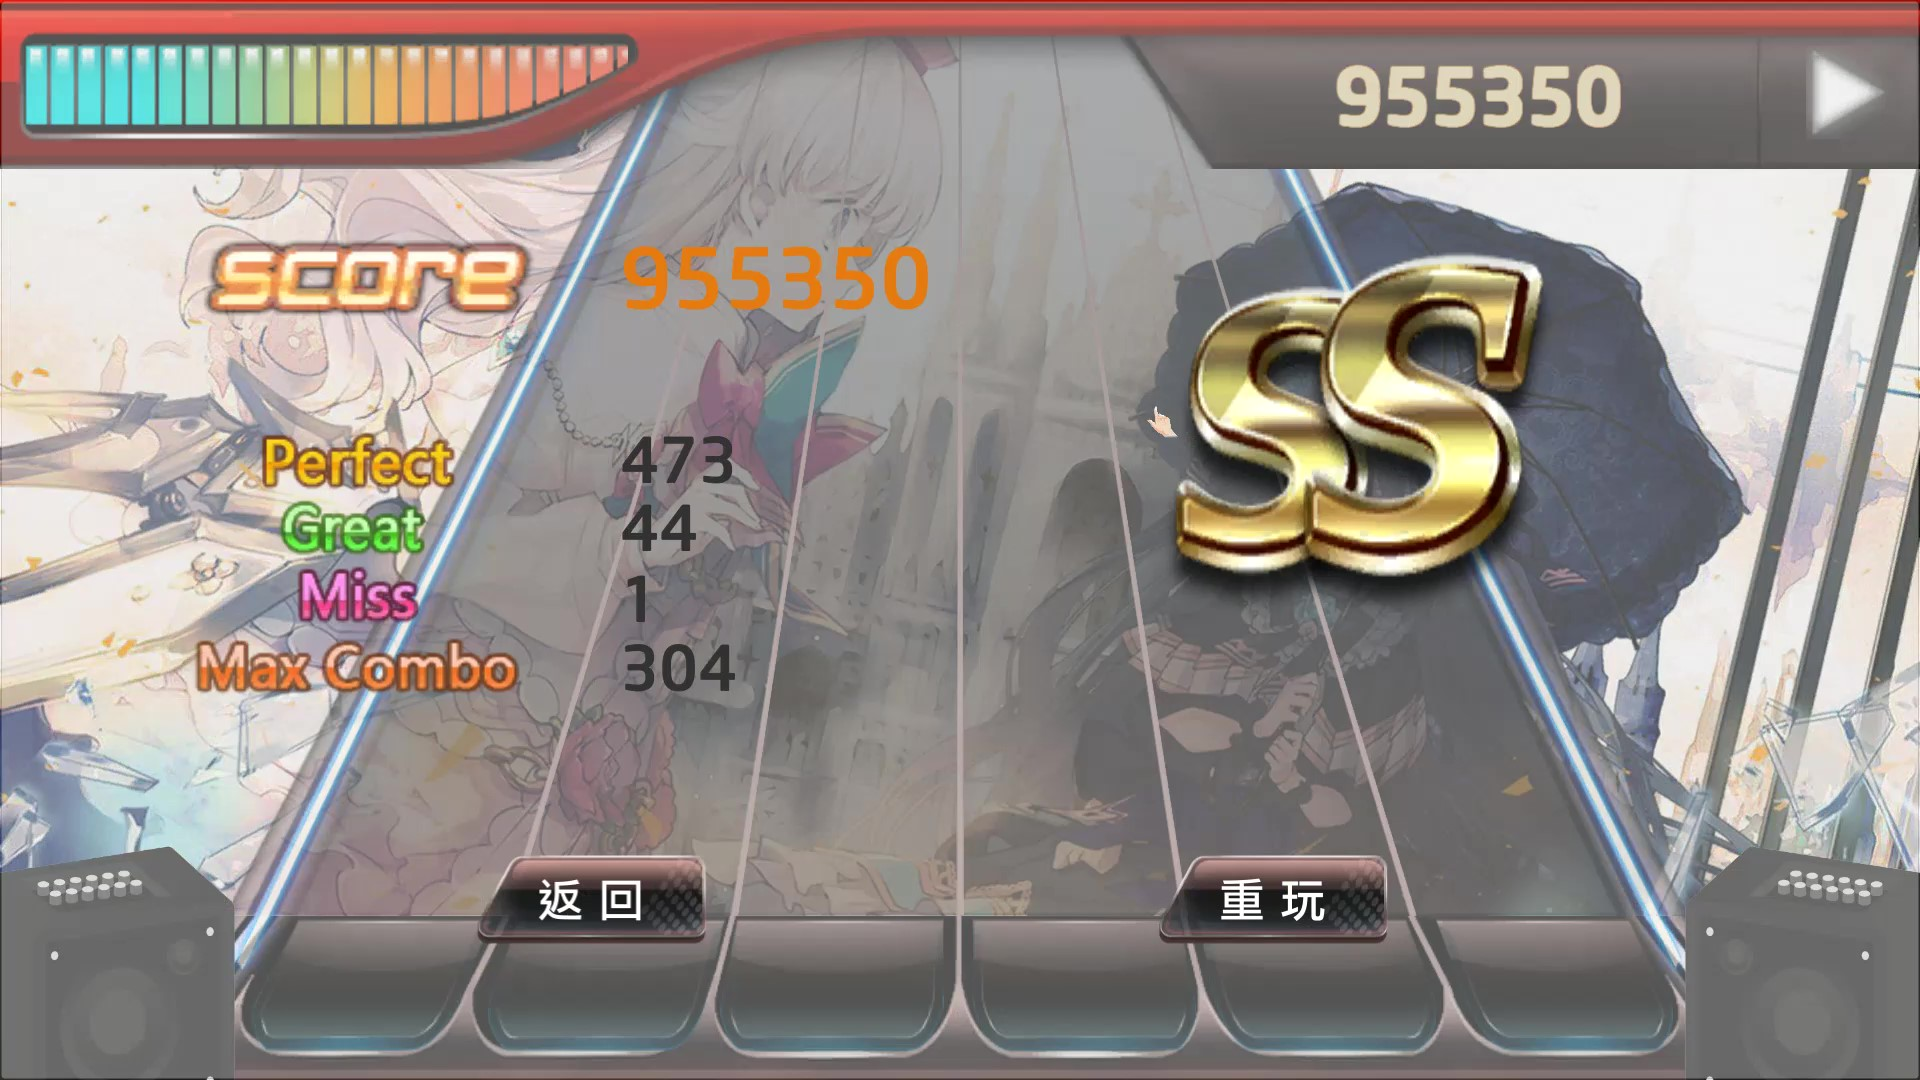 955350
score 955350
SS
Perfect 473
Great 44
Miss 1
Max Combo 304
返回 重玩